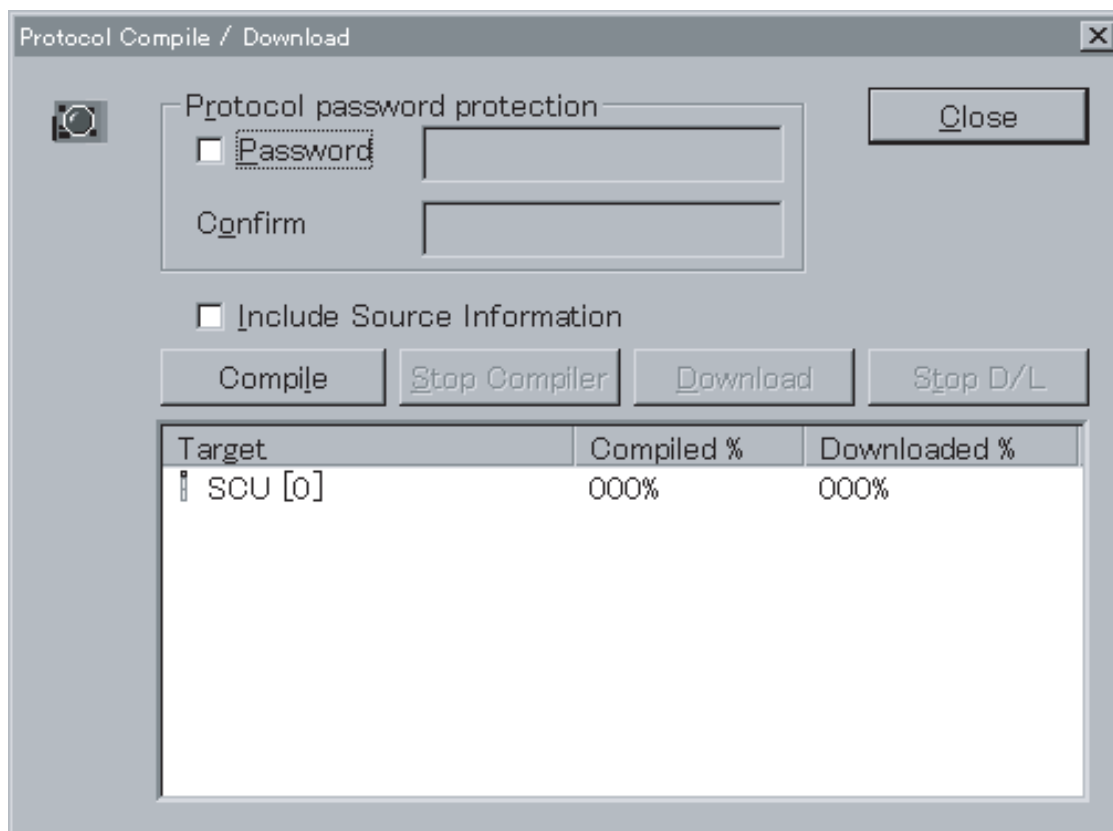 Protocol Compile / Download
Protocol password protection
Close
Password
Confirm
Include Source Information
Compile
Stop Compiler
Download
Stop D/L
Target Compiled % Downloaded %
SCU [0] 000% 000%